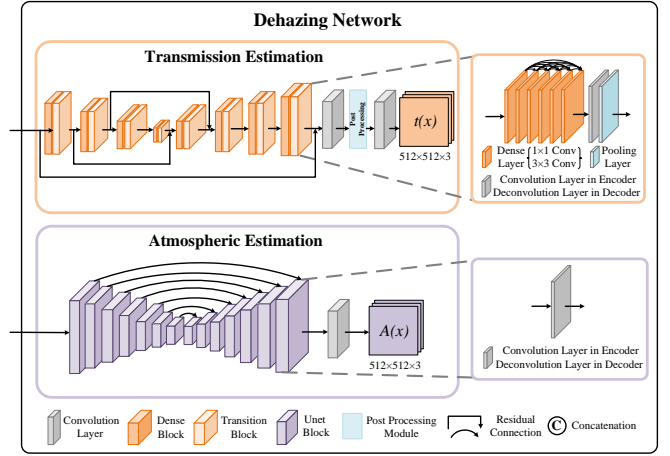 Dehazing Network
Transmission Estimation
Post
Processing
t(x)
512×512×3
Dense
Layer
1×1 Conv
3×3 Conv
Pooling
Layer
Convolution Layer in Encoder
Deconvolution Layer in Decoder
Atmospheric Estimation
A(x)
512×512×3
Convolution Layer in Encoder
Deconvolution Layer in Decoder
Convolution
Layer
Dense
Block
Transition
Block
Unet
Block
Post Processing
Module
Residual
Connection
C
Concatenation